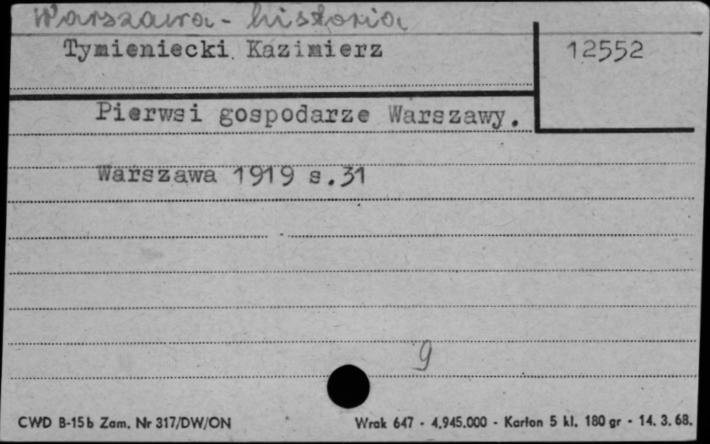 Warszawa - historia
Tymieniecki Kazimierz
12552
Pierwsi gospodarze Warszawy.
Warszawa 1919 s.31
9
CWD B-15b Zam. Nr 317/DW/ON
Wrak 647 - 4.945.000 - Karton 5 kl. 180 gr - 14. 3. 68.